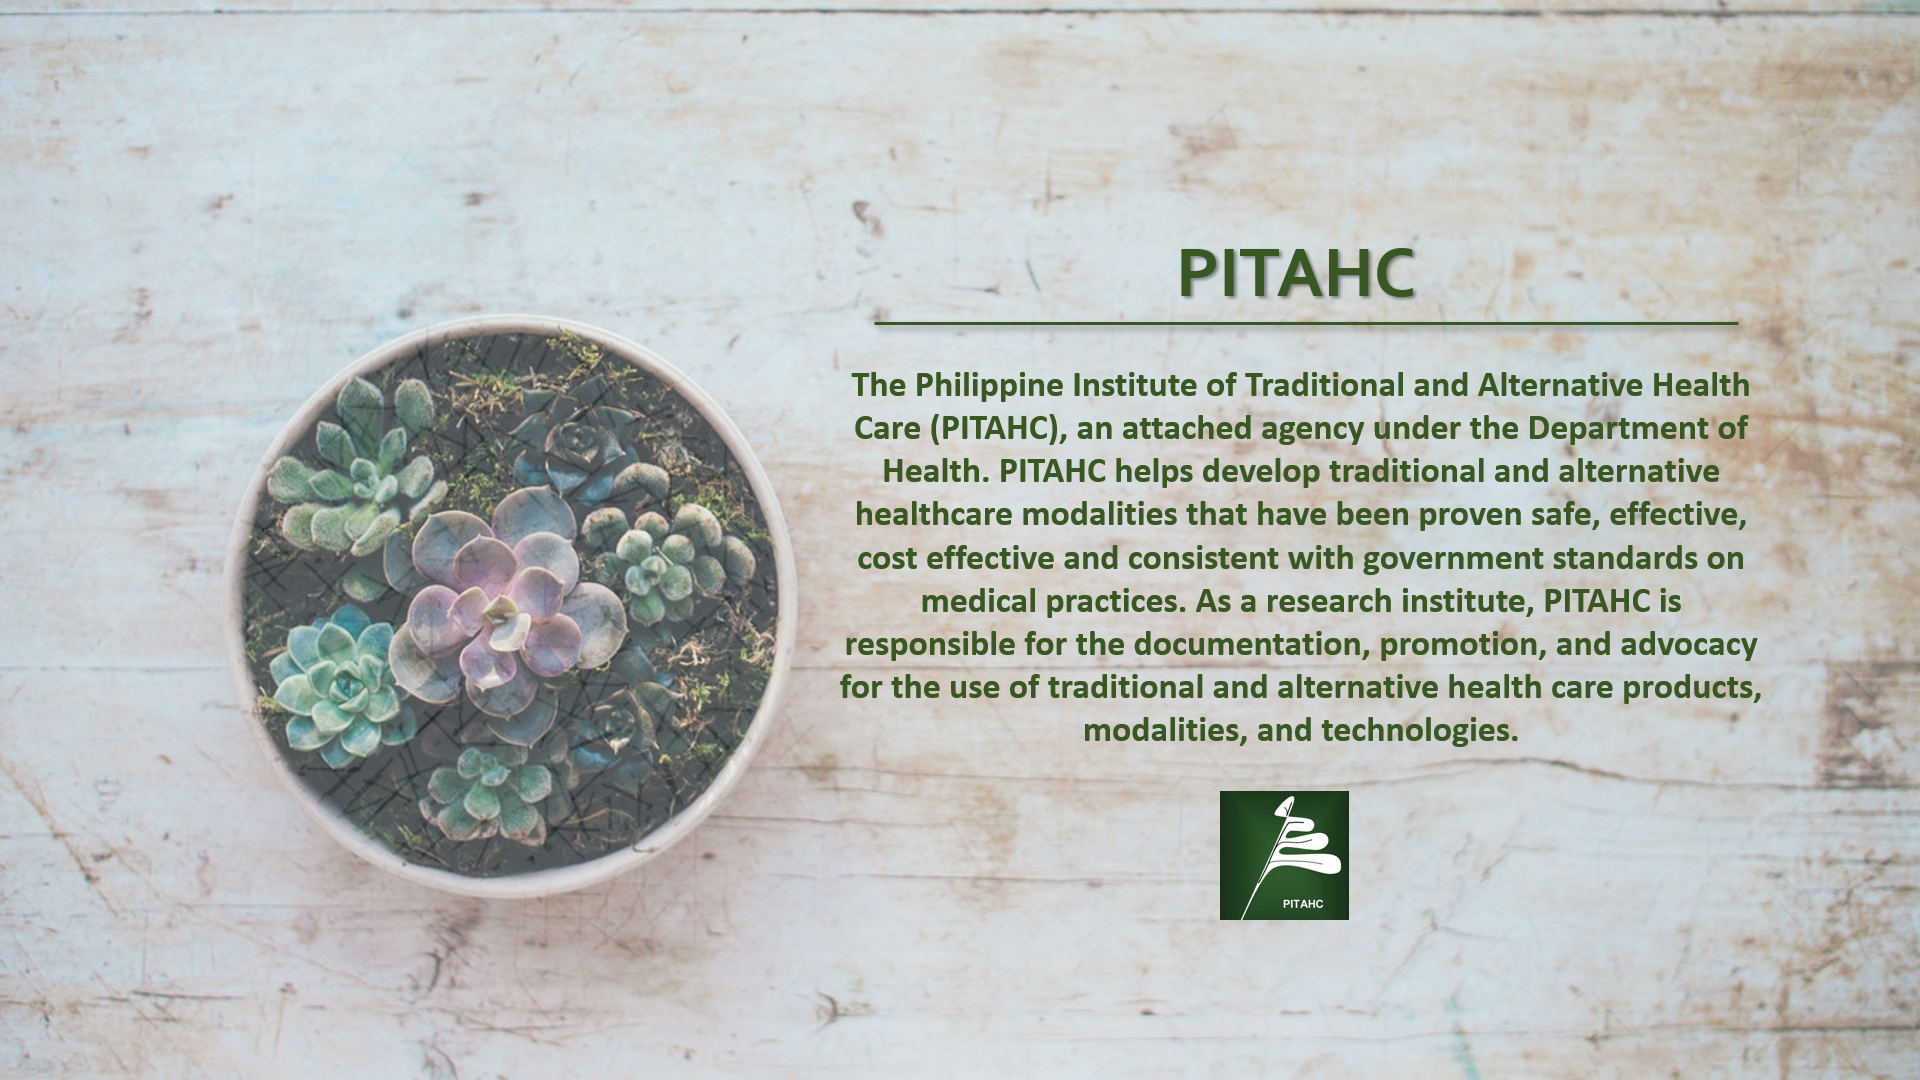 PITAHC
The Philippine Institute of Traditional and Alternative Health
Care (PITAHC), an attached agency under the Department of
Health. PITAHC helps develop traditional and alternative
healthcare modalities that have been proven safe, effective,
cost effective and consistent with government standards on
medical practices. As a research institute, PITAHC is
responsible for the documentation, promotion, and advocacy
for the use of traditional and alternative health care products,
modalities, and technologies.
PITAHC